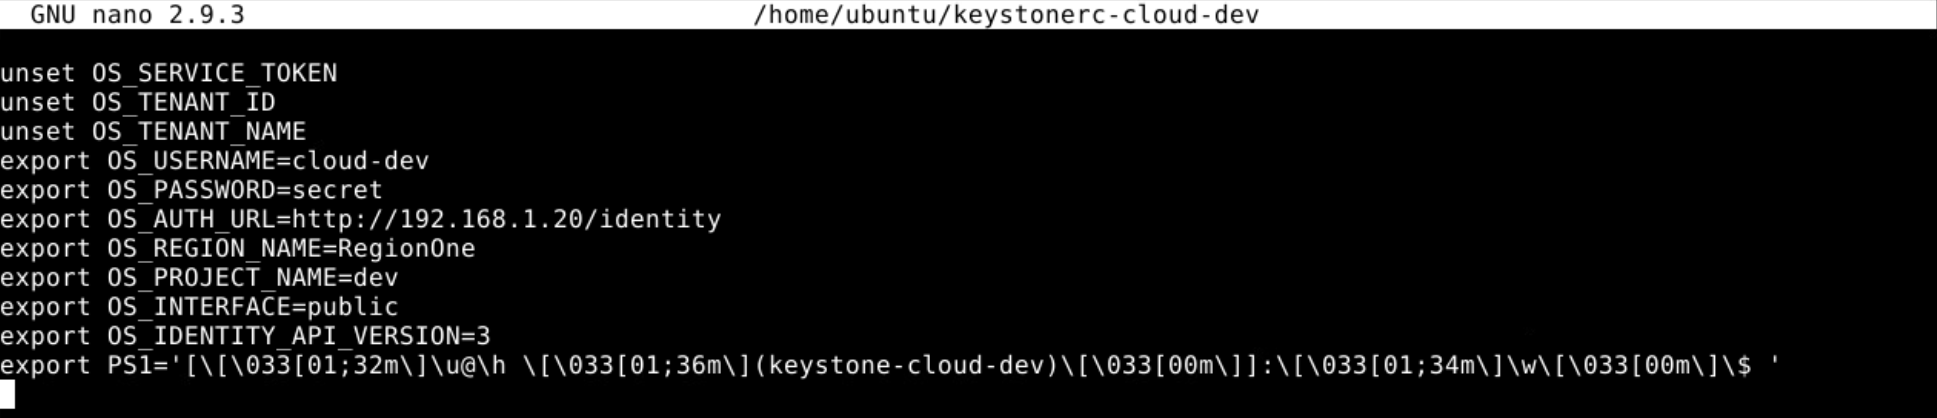 GNU nano 2.9.3 /home/ubuntu/keystonerc-cloud-dev
unset OS_SERVICE_TOKEN
unset OS_TENANT_ID
unset OS_TENANT_NAME
export OS_USERNAME=cloud-dev
export OS_PASSWORD=secret
export OS_AUTH_URL=http://192.168.1.20/identity
export OS_REGION_NAME=RegionOne
export OS_PROJECT_NAME=dev
export OS_INTERFACE=public
export OS_IDENTITY_API_VERSION=3
export PS1='[\[\033[01;32m\]\u@\h \[\033[01;36m\](keystone-cloud-dev)\[\033[00m\]]:\[\033[01;34m\]\w\[\033[00m\]\$ '